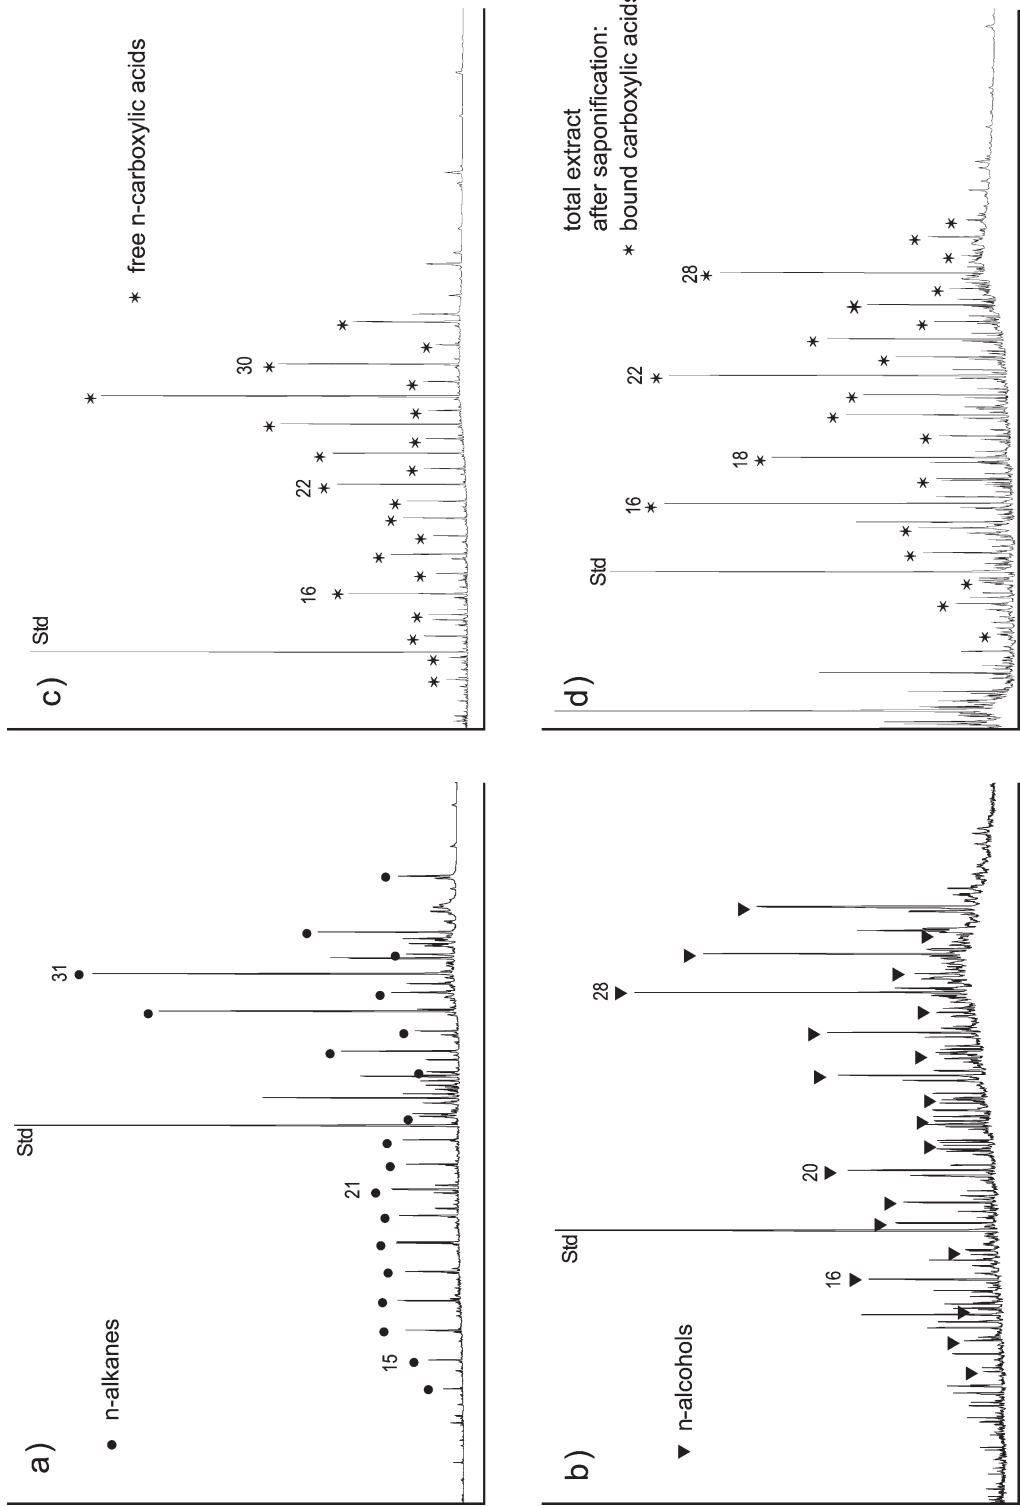 a)
● n-alkanes
15
21
Std
31
b)
▼ n-alcohols
16
Std
20
28
c)
Std
16
22
30
* free n-carboxylic acids
d)
Std
16
18
22
28
total extract
after saponification:
* bound carboxylic acids